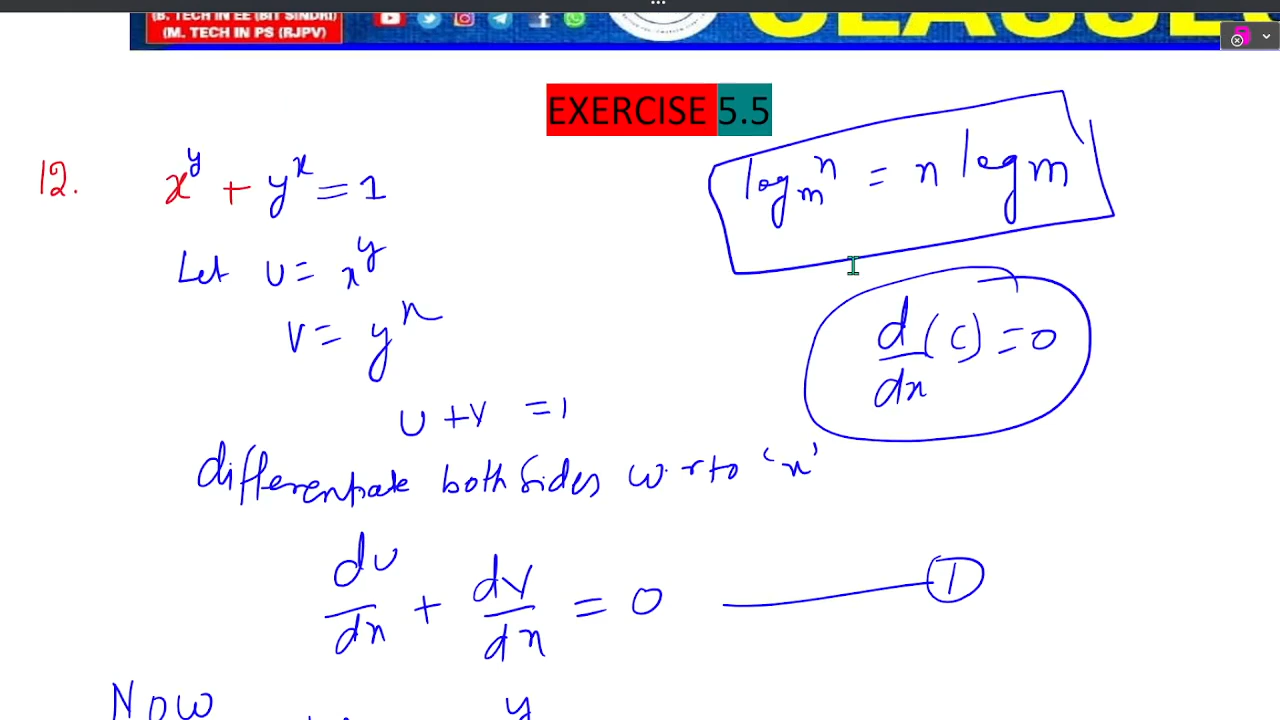 (B. TECH IN EE (BIT SINDRI)
(M. TECH IN PS (RJPV)
CLASSES
EXERCISE 5.5
12. x^y + y^x = 1
log m^n = n log m
Let u = x^y
v = y^x
d/dx (c) = 0
u + v = 1
differentiate both sides w.r.to 'x'
du/dx + dv/dx = 0 ——— ①
Now
y